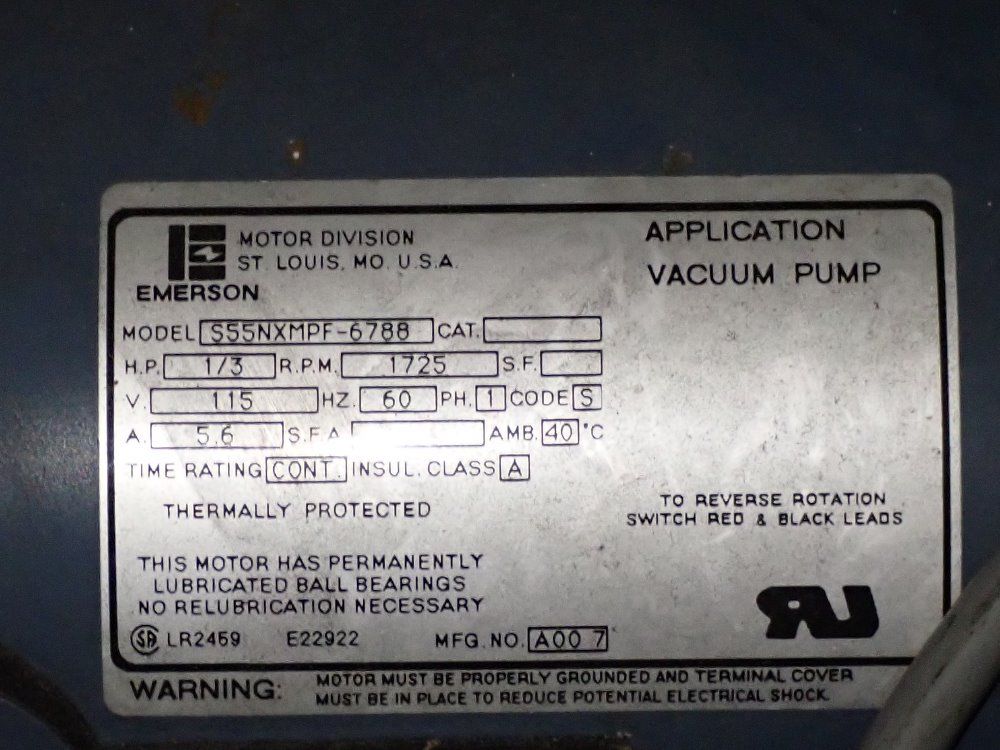 MOTOR DIVISION
ST. LOUIS, MO. U.S.A.
EMERSON
APPLICATION
VACUUM PUMP
MODEL S55NXMPF-6788 CAT.
H.P. 1/3 R.P.M. 1725 S.F.
V. 115 HZ. 60 PH. 1 CODE S
A. 5.6 S.F.A AMB. 40 °C
TIME RATING CONT. INSUL. CLASS A
THERMALLY PROTECTED
TO REVERSE ROTATION
SWITCH RED & BLACK LEADS
THIS MOTOR HAS PERMANENTLY
LUBRICATED BALL BEARINGS
NO RELUBRICATION NECESSARY
SA LR2459 E22922 MFG. NO. A00 7
RU
WARNING: MOTOR MUST BE PROPERLY GROUNDED AND TERMINAL COVER
MUST BE IN PLACE TO REDUCE POTENTIAL ELECTRICAL SHOCK.